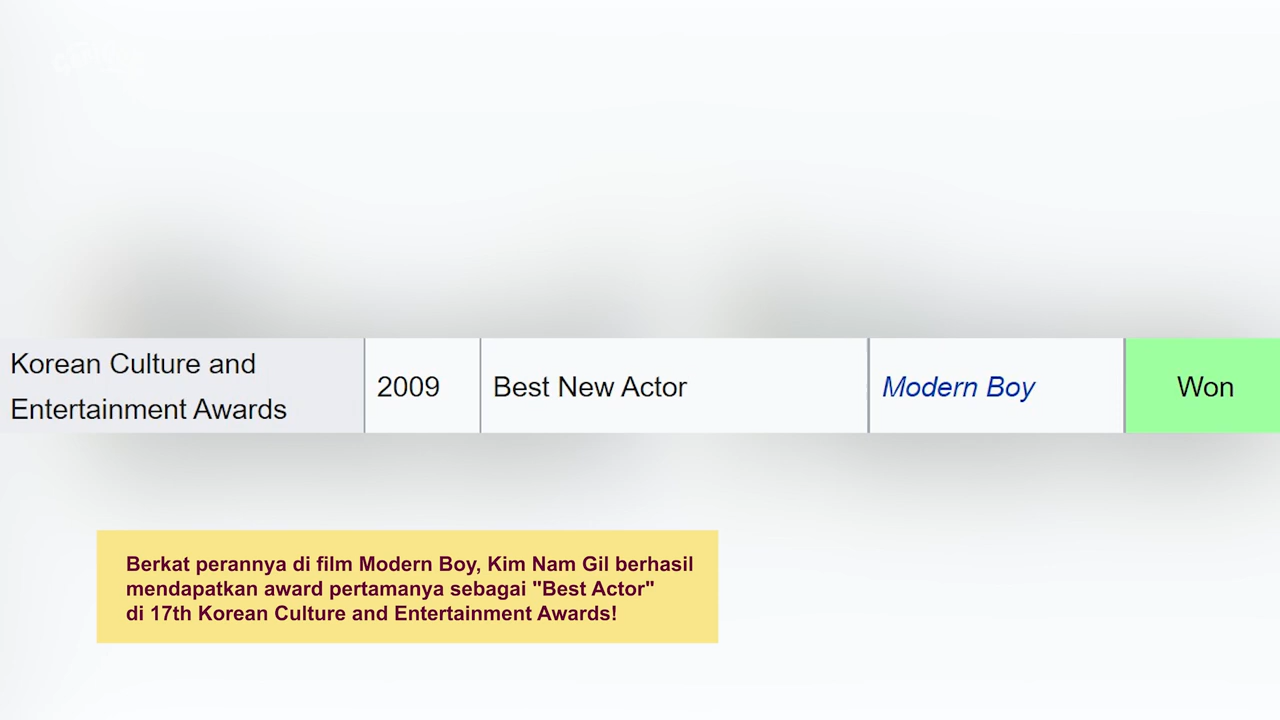 Korean Culture and
Entertainment Awards
2009
Best New Actor
Modern Boy
Won
Berkat perannya di film Modern Boy, Kim Nam Gil berhasil
mendapatkan award pertamanya sebagai "Best Actor"
di 17th Korean Culture and Entertainment Awards!